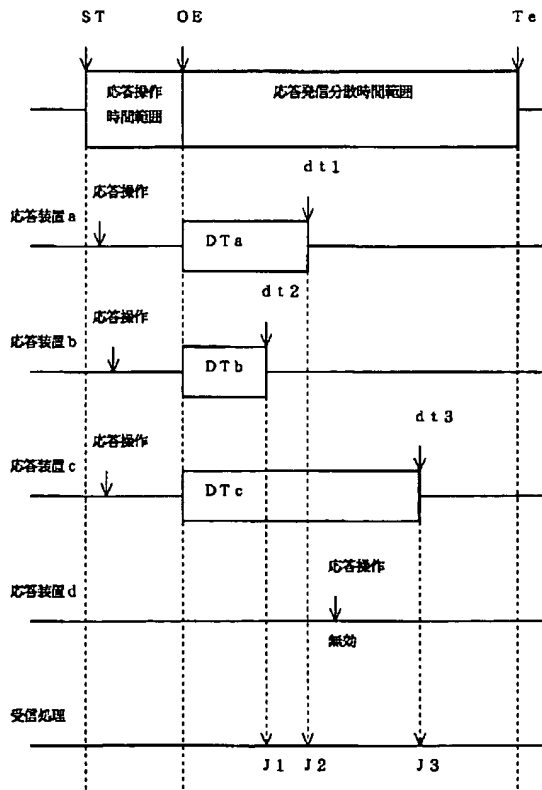 ST OE Te
応答操作
時間範囲
応答発信分散時間範囲
dt1
応答操作
応答装置a
DTa
dt2
応答操作
応答装置b
DTb
dt3
応答操作
応答装置c
DTc
応答操作
応答装置d
無効
受信処理
J1 J2 J3